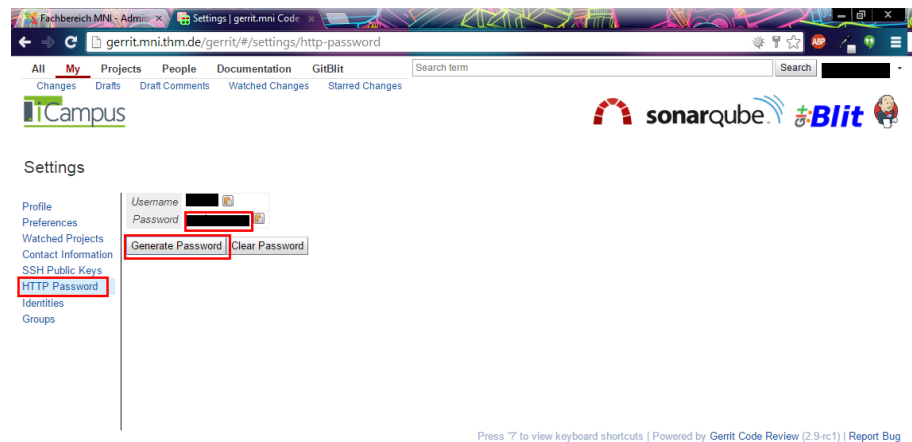 Fachbereich MNI - Admin
Settings | gerrit.mni Code
gerrit.mni.thm.de/gerrit/#/settings/http-password
ABP
All My Projects People Documentation GitBlit Search term Search
Changes Drafts Draft Comments Watched Changes Starred Changes
iCampus
sonarqube
Blit
Settings
Profile
Preferences
Watched Projects
Contact Information
SSH Public Keys
HTTP Password
Identities
Groups
Username
Password
Generate Password Clear Password
Press '?' to view keyboard shortcuts | Powered by Gerrit Code Review (2.9-rc1) | Report Bug